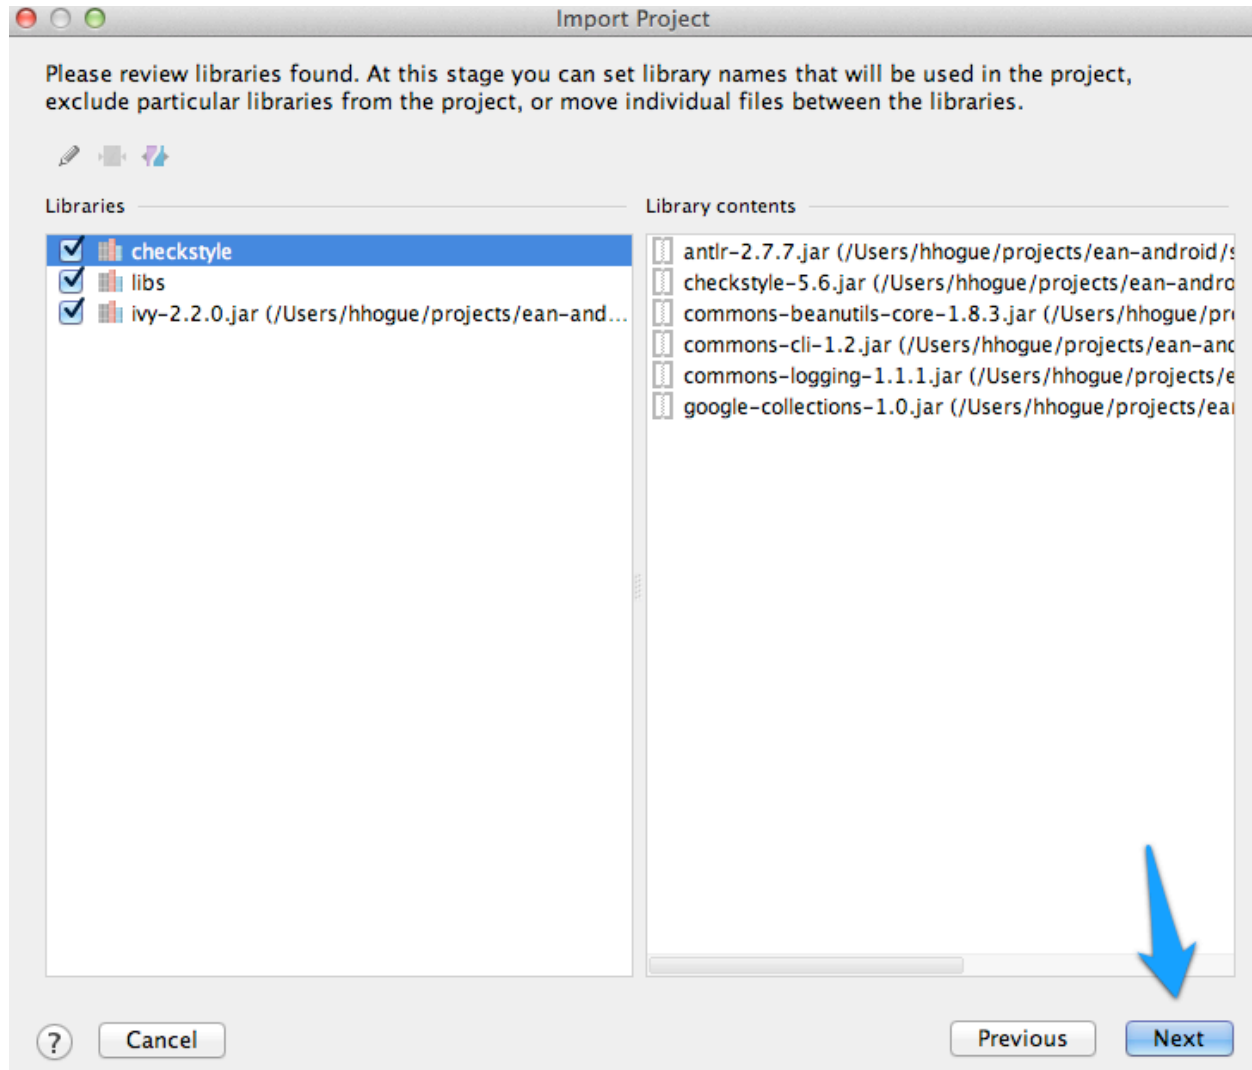 Import Project
Please review libraries found. At this stage you can set library names that will be used in the project,
exclude particular libraries from the project, or move individual files between the libraries.
Libraries
checkstyle
libs
ivy-2.2.0.jar (/Users/hhogue/projects/ean-and...
Library contents
antlr-2.7.7.jar (/Users/hhogue/projects/ean-android/s
checkstyle-5.6.jar (/Users/hhogue/projects/ean-andro
commons-beanutils-core-1.8.3.jar (/Users/hhogue/pro
commons-cli-1.2.jar (/Users/hhogue/projects/ean-and
commons-logging-1.1.1.jar (/Users/hhogue/projects/e
google-collections-1.0.jar (/Users/hhogue/projects/ean
? Cancel Previous Next